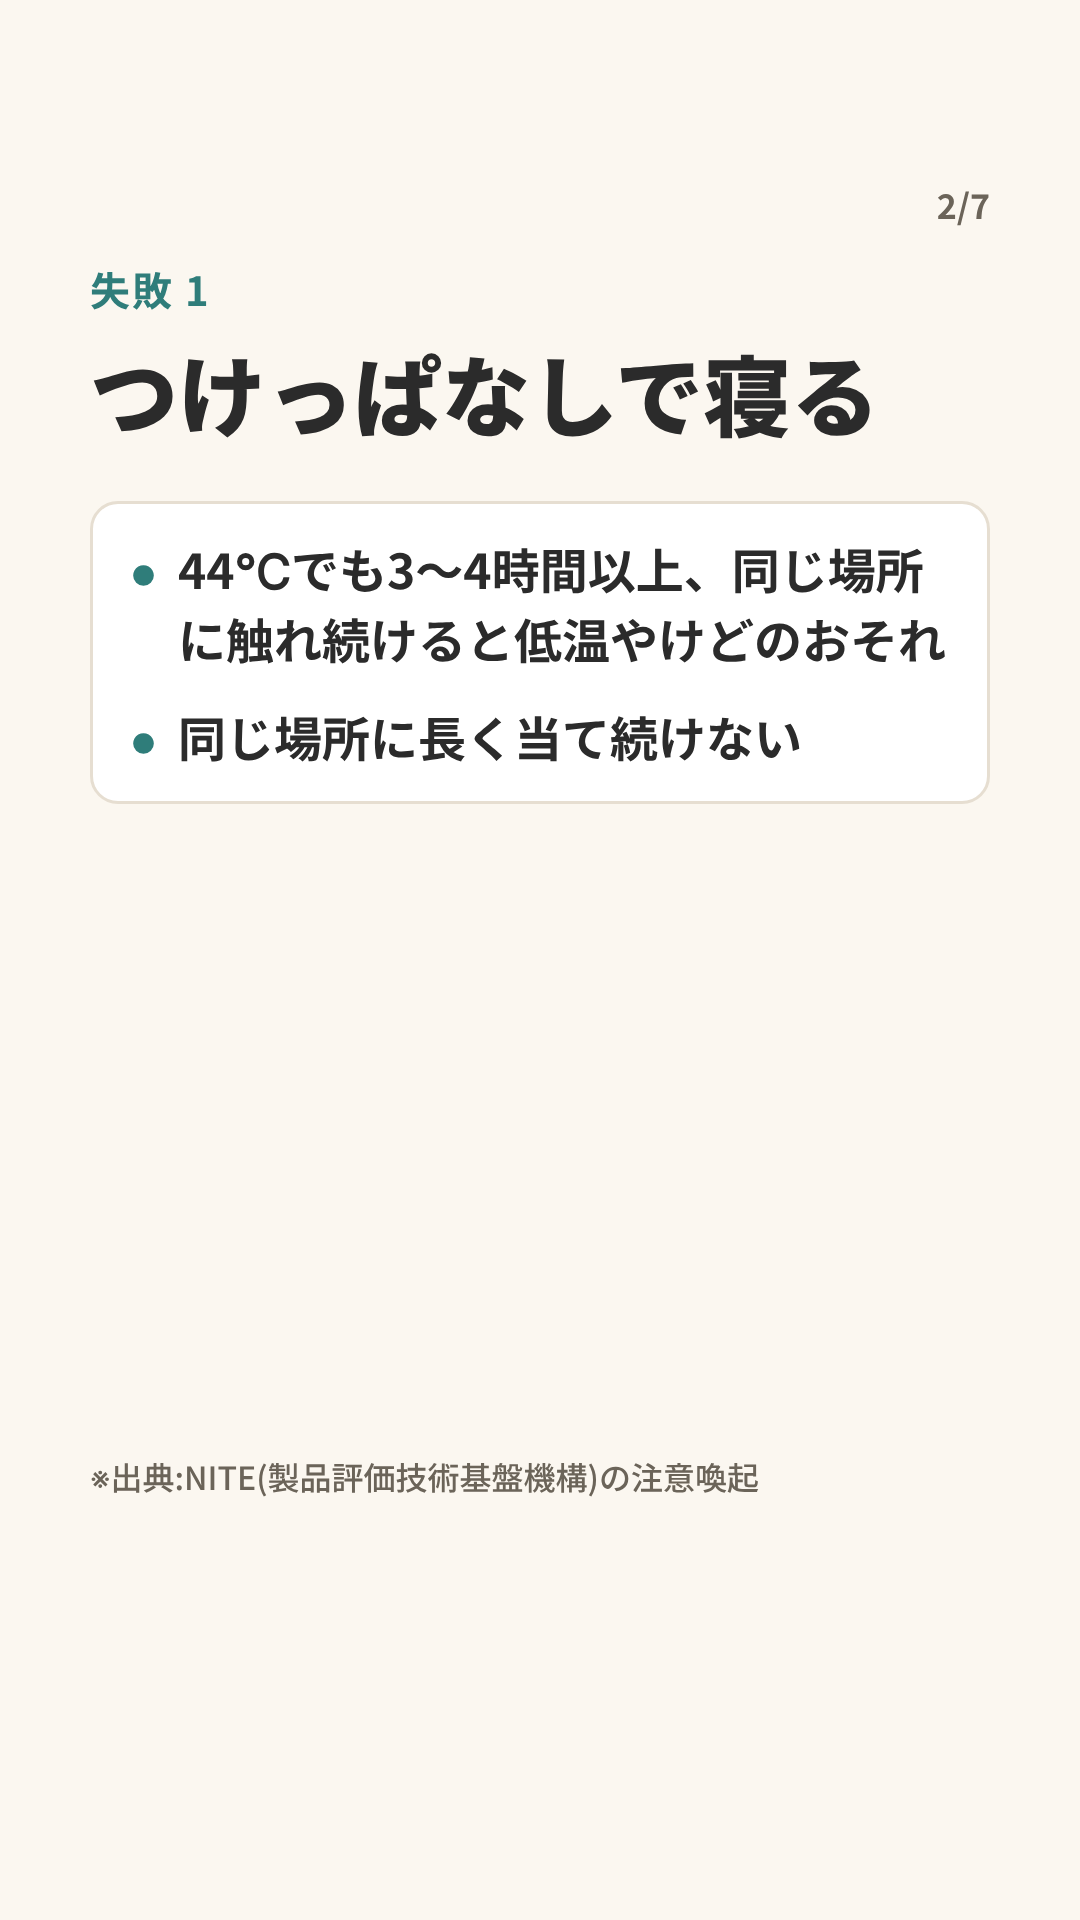 2/7
失敗 1
つけっぱなしで寝る
44℃でも3〜4時間以上、同じ場所
に触れ続けると低温やけどのおそれ
同じ場所に長く当て続けない
※出典:NITE(製品評価技術基盤機構)の注意喚起